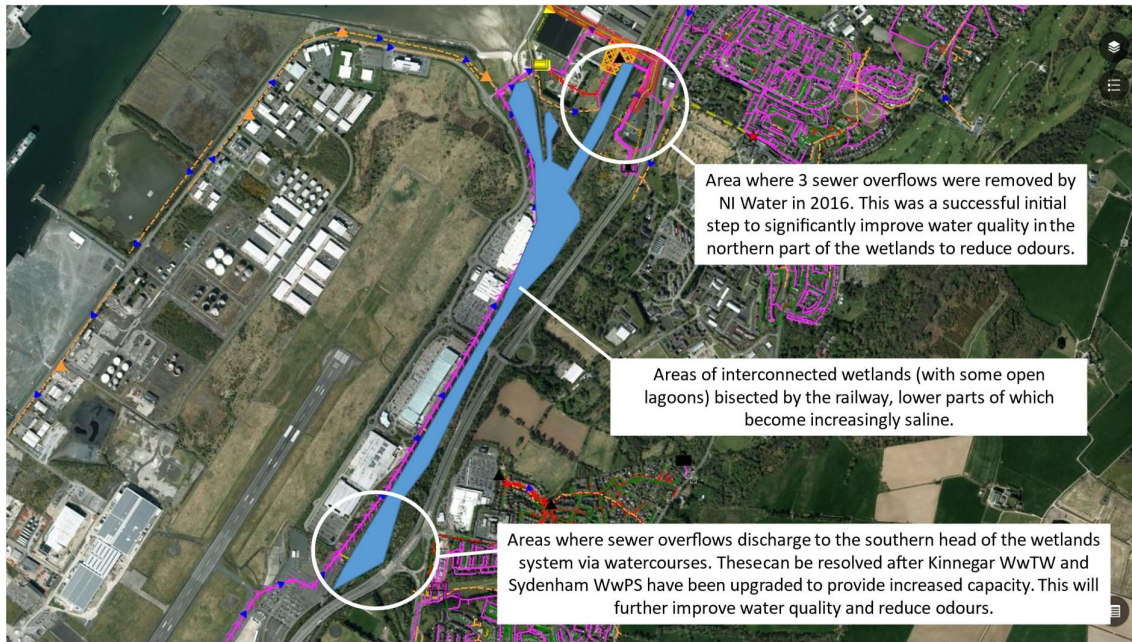 Area where 3 sewer overflows were removed by
NI Water in 2016. This was a successful initial
step to significantly improve water quality in the
northern part of the wetlands to reduce odours.
Areas of interconnected wetlands (with some open
lagoons) bisected by the railway, lower parts of which
become increasingly saline.
Areas where sewer overflows discharge to the southern head of the wetlands
system via watercourses. Thesecan be resolved after Kinnegar WwTW and
Sydenham WwPS have been upgraded to provide increased capacity. This will
further improve water quality and reduce odours.